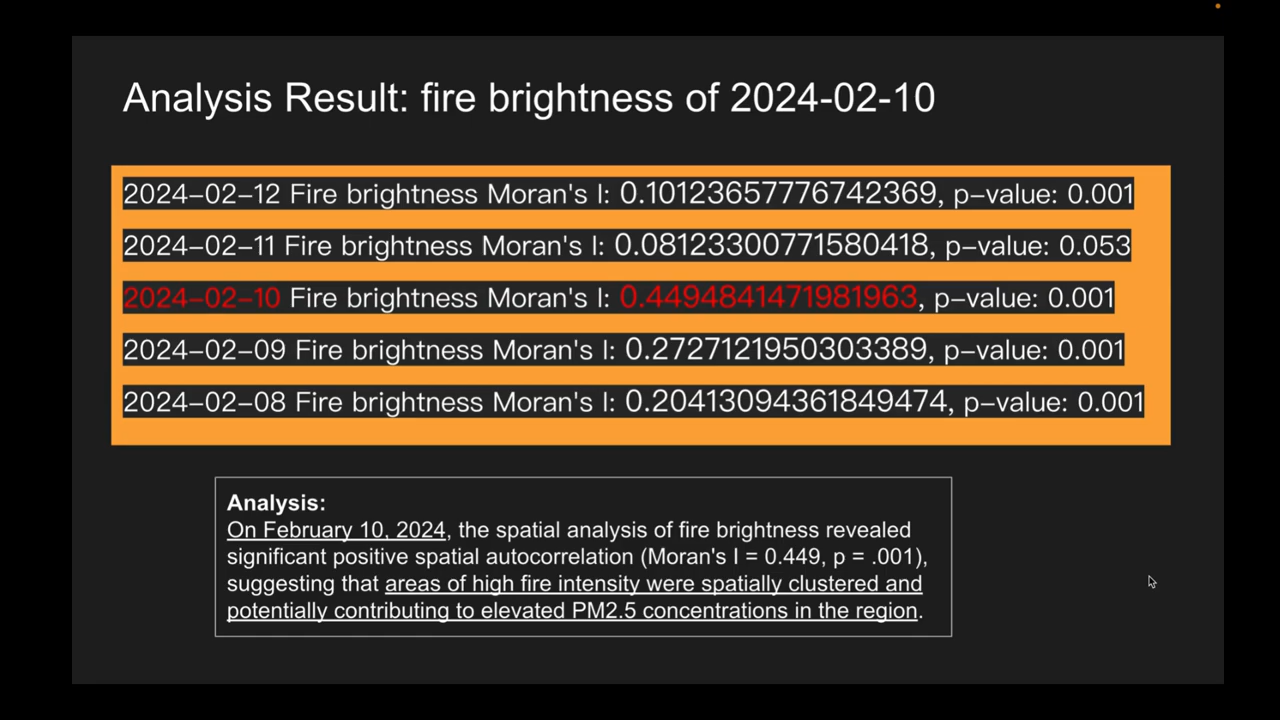 Analysis Result: fire brightness of 2024-02-10
2024–02–12 Fire brightness Moran's I: 0.10123657776742369, p–value: 0.001
2024–02–11 Fire brightness Moran's I: 0.08123300771580418, p–value: 0.053
2024–02–10 Fire brightness Moran's I: 0.4494841471981963, p–value: 0.001
2024–02–09 Fire brightness Moran's I: 0.2727121950303389, p–value: 0.001
2024–02–08 Fire brightness Moran's I: 0.20413094361849474, p–value: 0.001
Analysis:
On February 10, 2024, the spatial analysis of fire brightness revealed
significant positive spatial autocorrelation (Moran's I = 0.449, p = .001),
suggesting that areas of high fire intensity were spatially clustered and
potentially contributing to elevated PM2.5 concentrations in the region.